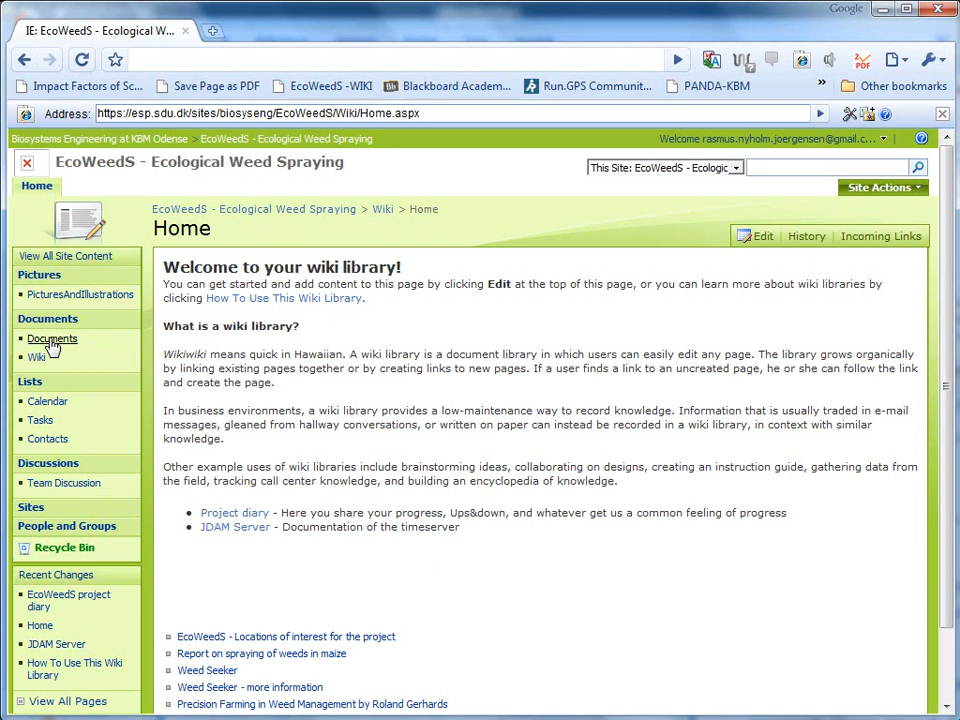 Google
IE: EcoWeedS - Ecological W...
Impact Factors of Sc... Save Page as PDF EcoWeedS -WIKI Bb Blackboard Academ... Run.GPS Communit... PANDA-KBM » Other bookmarks
Address: https://esp.sdu.dk/sites/biosyseng/EcoWeedS/Wiki/Home.aspx
Biosystems Engineering at KBM Odense > EcoWeedS - Ecological Weed Spraying Welcome rasmus.nyholm.joergensen@gmail.c...
EcoWeedS - Ecological Weed Spraying
This Site: EcoWeedS - Ecologic
Home
Site Actions
EcoWeedS - Ecological Weed Spraying > Wiki > Home
Home
Edit | History | Incoming Links
View All Site Content
Pictures
PicturesAndIllustrations
Documents
Documents
Wiki
Lists
Calendar
Tasks
Contacts
Discussions
Team Discussion
Sites
People and Groups
Recycle Bin
Recent Changes
EcoWeedS project
diary
Home
JDAM Server
How To Use This Wiki
Library
View All Pages
Welcome to your wiki library!
You can get started and add content to this page by clicking Edit at the top of this page, or you can learn more about wiki libraries by
clicking How To Use This Wiki Library.
What is a wiki library?
Wikiwiki means quick in Hawaiian. A wiki library is a document library in which users can easily edit any page. The library grows organically
by linking existing pages together or by creating links to new pages. If a user finds a link to an uncreated page, he or she can follow the link
and create the page.
In business environments, a wiki library provides a low-maintenance way to record knowledge. Information that is usually traded in e-mail
messages, gleaned from hallway conversations, or written on paper can instead be recorded in a wiki library, in context with similar
knowledge.
Other example uses of wiki libraries include brainstorming ideas, collaborating on designs, creating an instruction guide, gathering data from
the field, tracking call center knowledge, and building an encyclopedia of knowledge.
Project diary - Here you share your progress, Ups&down, and whatever get us a common feeling of progress
JDAM Server - Documentation of the timeserver
EcoWeedS - Locations of interest for the project
Report on spraying of weeds in maize
Weed Seeker
Weed Seeker - more information
Precision Farming in Weed Management by Roland Gerhards